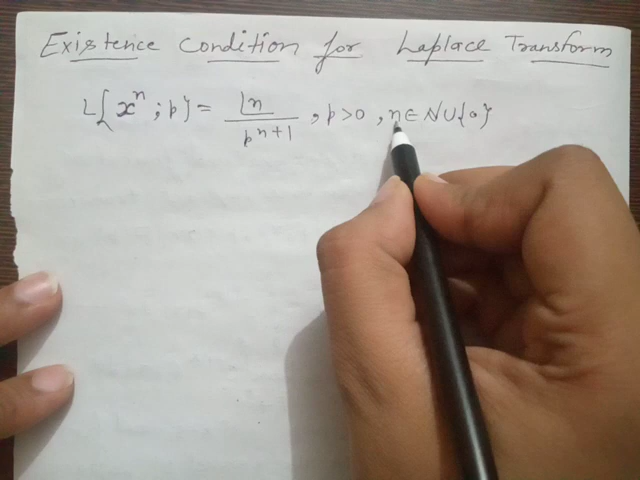 Existence Condition for Laplace Transform
L{x^n ; p} = ⌊n / p^{n+1} , p>0 , n∈N∪{0}